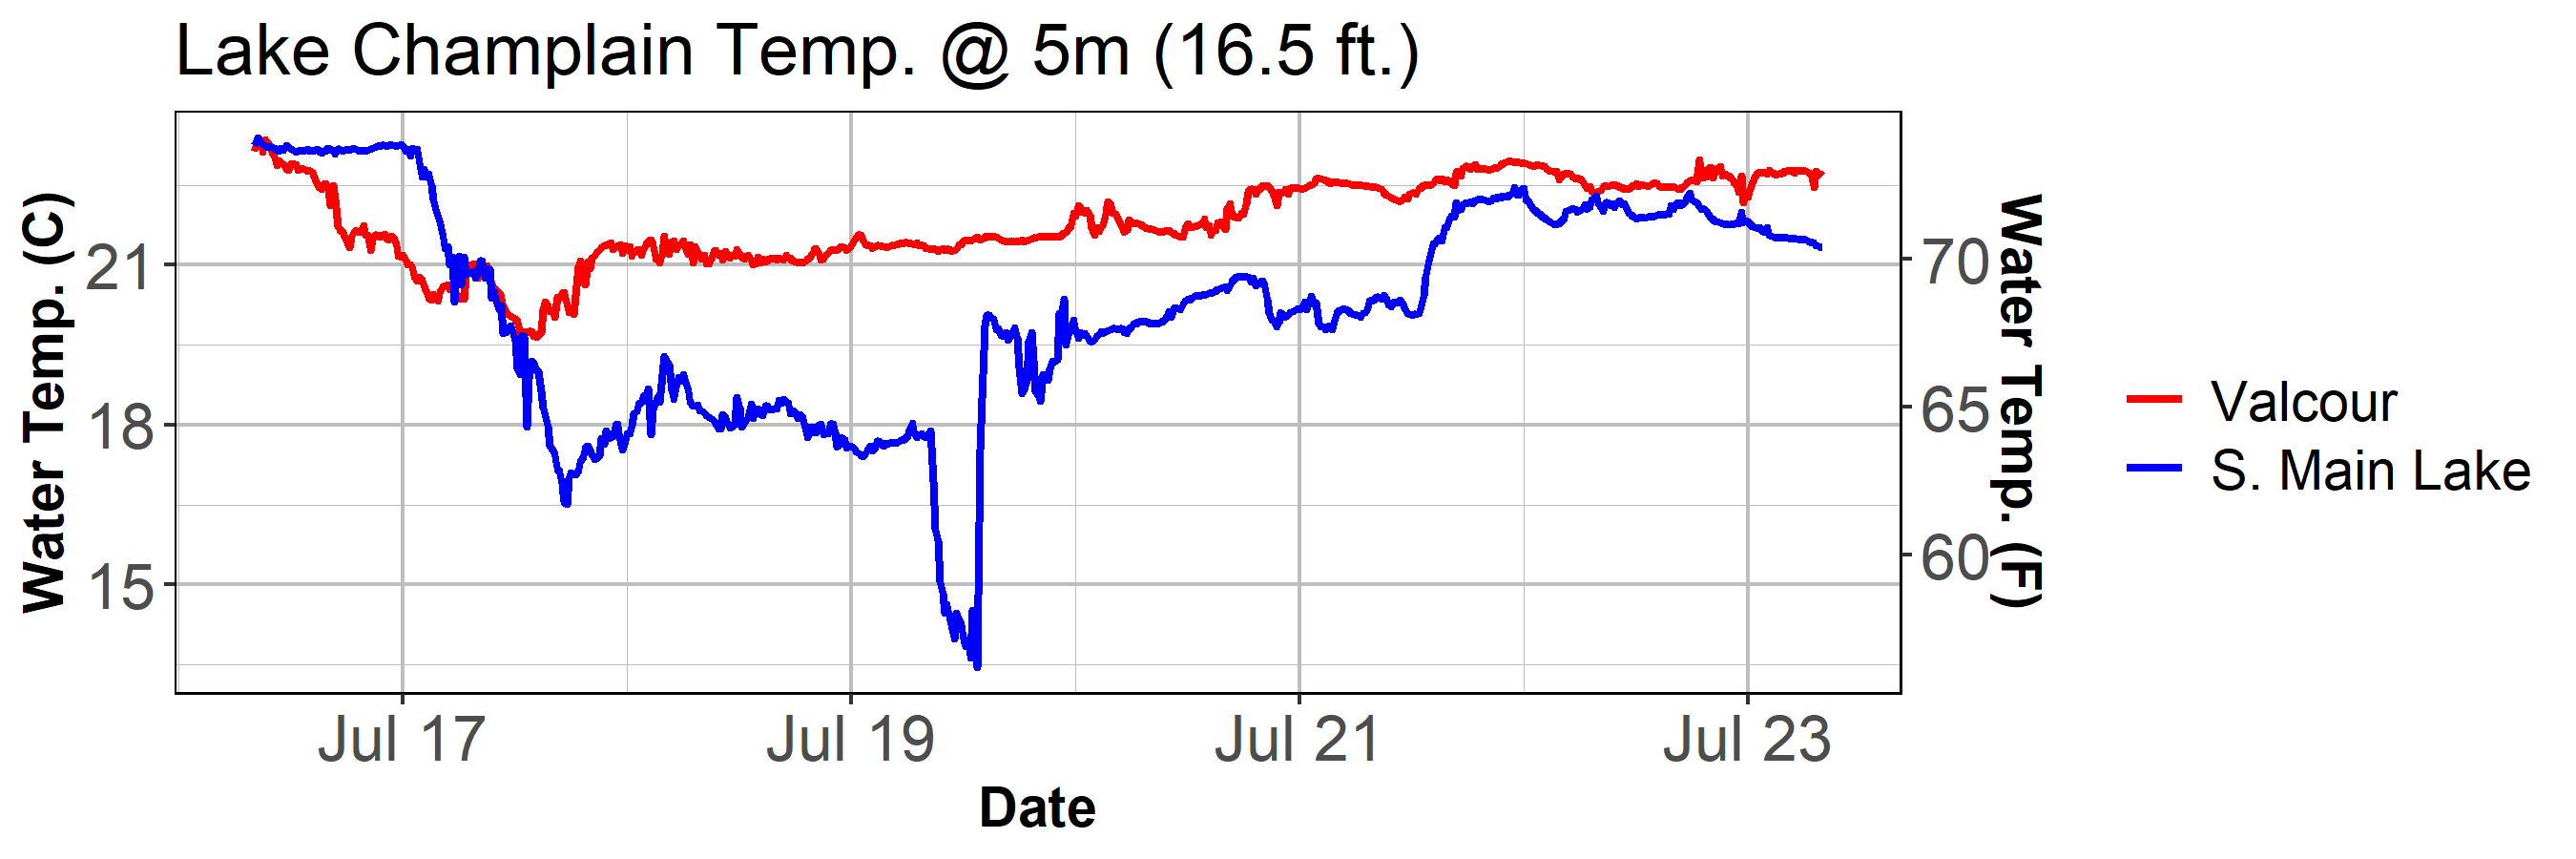 Lake Champlain Temp. @ 5m (16.5 ft.)
Water Temp. (C)
21
18
15
70
65
60
Water Temp. (F)
Jul 17
Jul 19
Jul 21
Jul 23
Date
Valcour
S. Main Lake